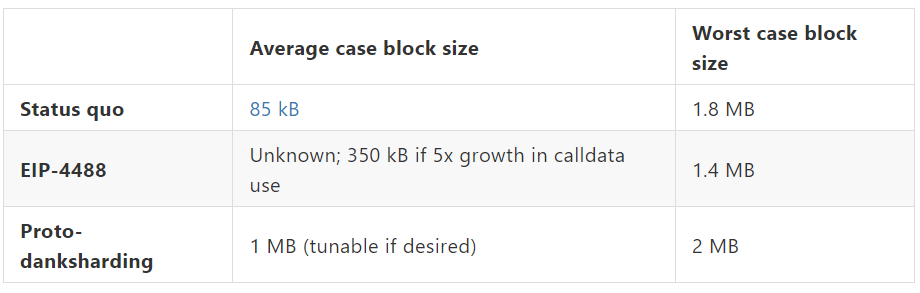 Average case block size
Worst case block
size
Status quo
85 kB
1.8 MB
EIP-4488
Unknown; 350 kB if 5x growth in calldata
use
1.4 MB
Proto-
danksharding
1 MB (tunable if desired)
2 MB